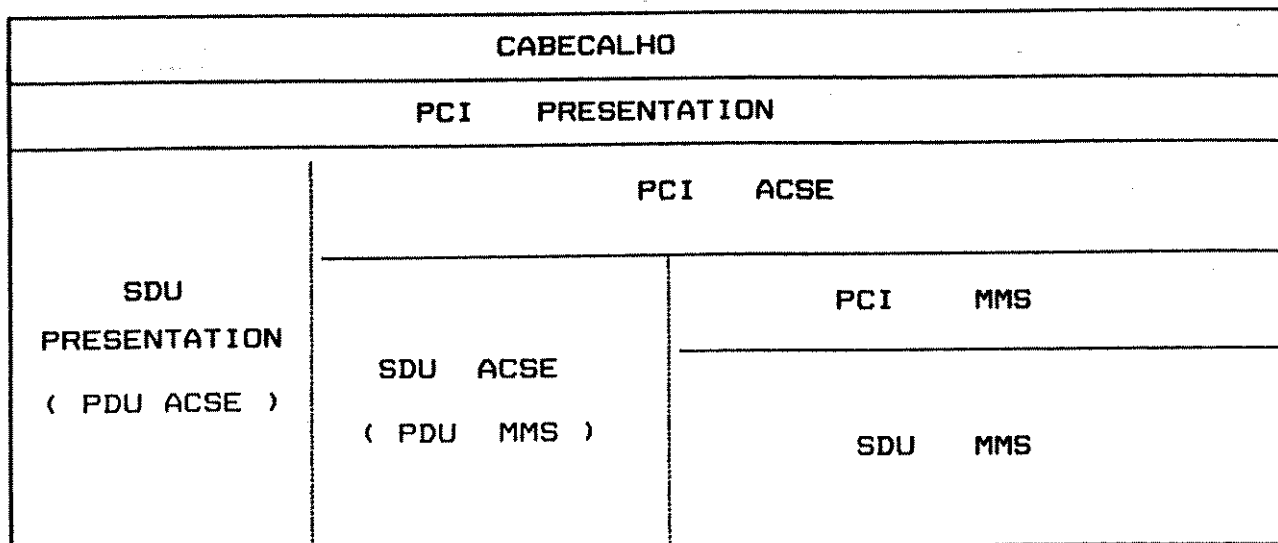 CABECALHO
PCI PRESENTATION
PCI ACSE
SDU
PRESENTATION
( PDU ACSE )
SDU ACSE
( PDU MMS )
PCI MMS
SDU MMS